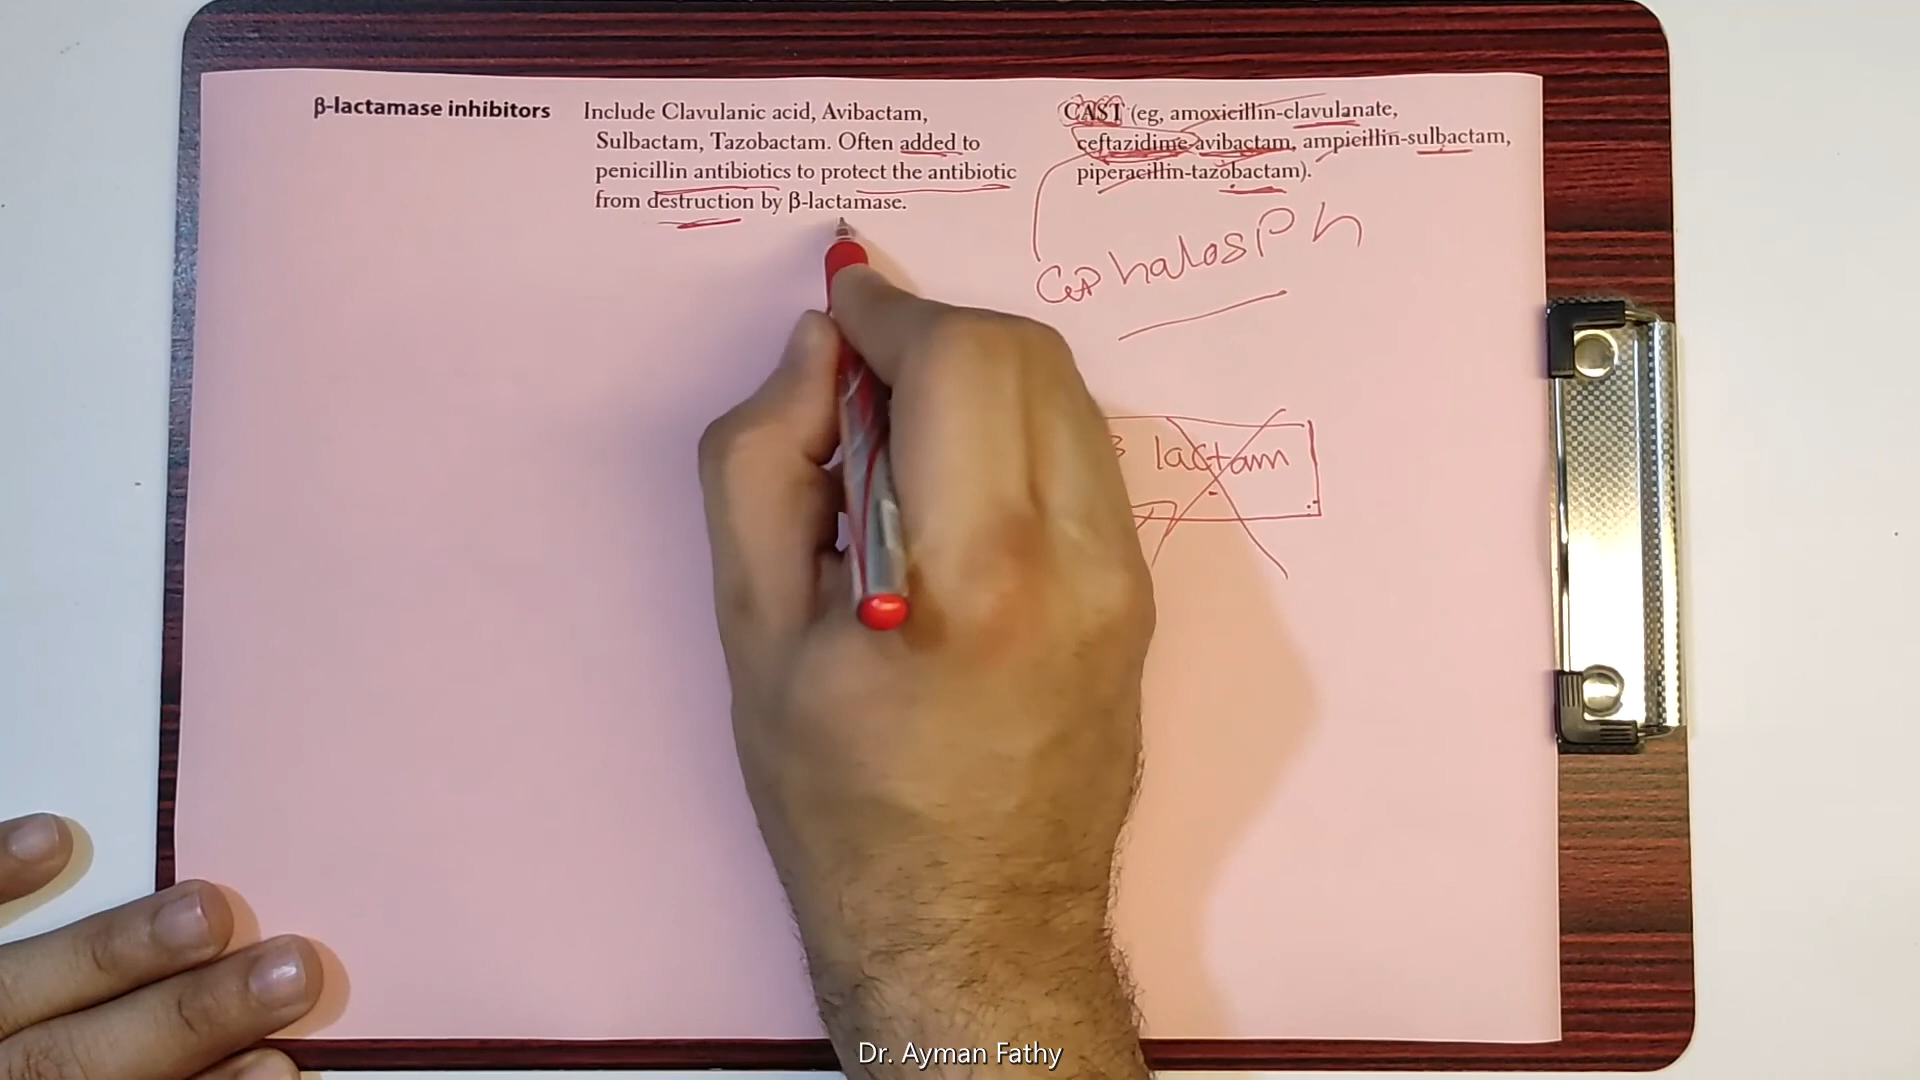 β-lactamase inhibitors
Include Clavulanic acid, Avibactam,
Sulbactam, Tazobactam. Often added to
penicillin antibiotics to protect the antibiotic
from destruction by β-lactamase.
CAST (eg, amoxicillin-clavulanate,
ceftazidime-avibactam, ampicillin-sulbactam,
piperacillin-tazobactam).
lactam
Dr. Ayman Fathy